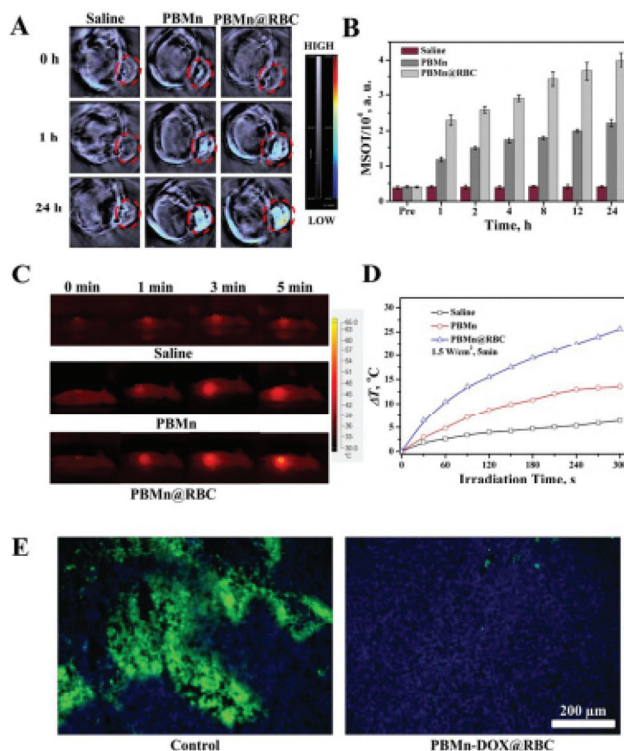 A
Saline PBMn PBMn@RBC
0 h
1 h
24 h
HIGH
LOW
B
Saline
PBMn
PBMn@RBC
MSOT/10⁴, a. u.
4
3
2
1
0
Pre 1 2 4 8 12 24
Time, h
C
0 min 1 min 3 min 5 min
Saline
PBMn
PBMn@RBC
°C
D
Saline
PBMn
PBMn@RBC
1.5 W/cm², 5min
ΔT, °C
30
25
20
15
10
5
0
0 60 120 180 240 300
Irradiation Time, s
E
200 μm
Control PBMn-DOX@RBC